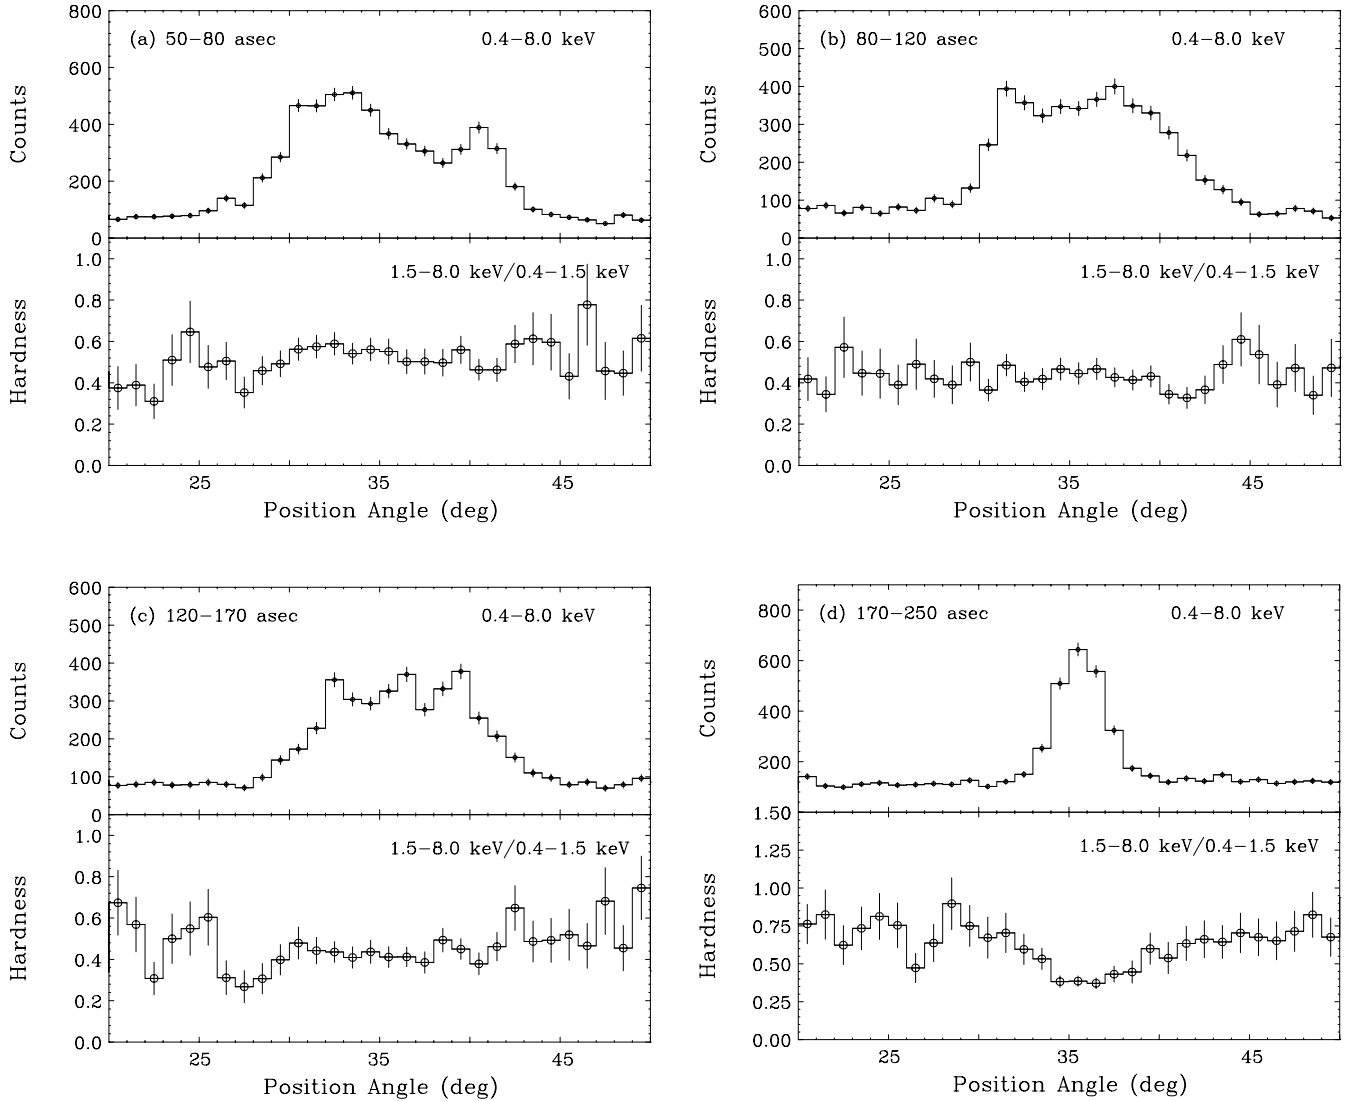 (a) 50–80 asec 0.4–8.0 keV
Counts
800
600
400
200
0
1.5–8.0 keV/0.4–1.5 keV
Hardness
1.0
0.8
0.6
0.4
0.2
0.0
25 35 45
Position Angle (deg)
(b) 80–120 asec 0.4–8.0 keV
Counts
600
500
400
300
200
100
0
1.5–8.0 keV/0.4–1.5 keV
Hardness
1.0
0.8
0.6
0.4
0.2
0.0
25 35 45
Position Angle (deg)
(c) 120–170 asec 0.4–8.0 keV
Counts
600
500
400
300
200
100
0
1.5–8.0 keV/0.4–1.5 keV
Hardness
1.0
0.8
0.6
0.4
0.2
0.0
25 35 45
Position Angle (deg)
(d) 170–250 asec 0.4–8.0 keV
Counts
800
600
400
200
1.5–8.0 keV/0.4–1.5 keV
Hardness
1.50
1.25
1.00
0.75
0.50
0.25
0.00
25 35 45
Position Angle (deg)